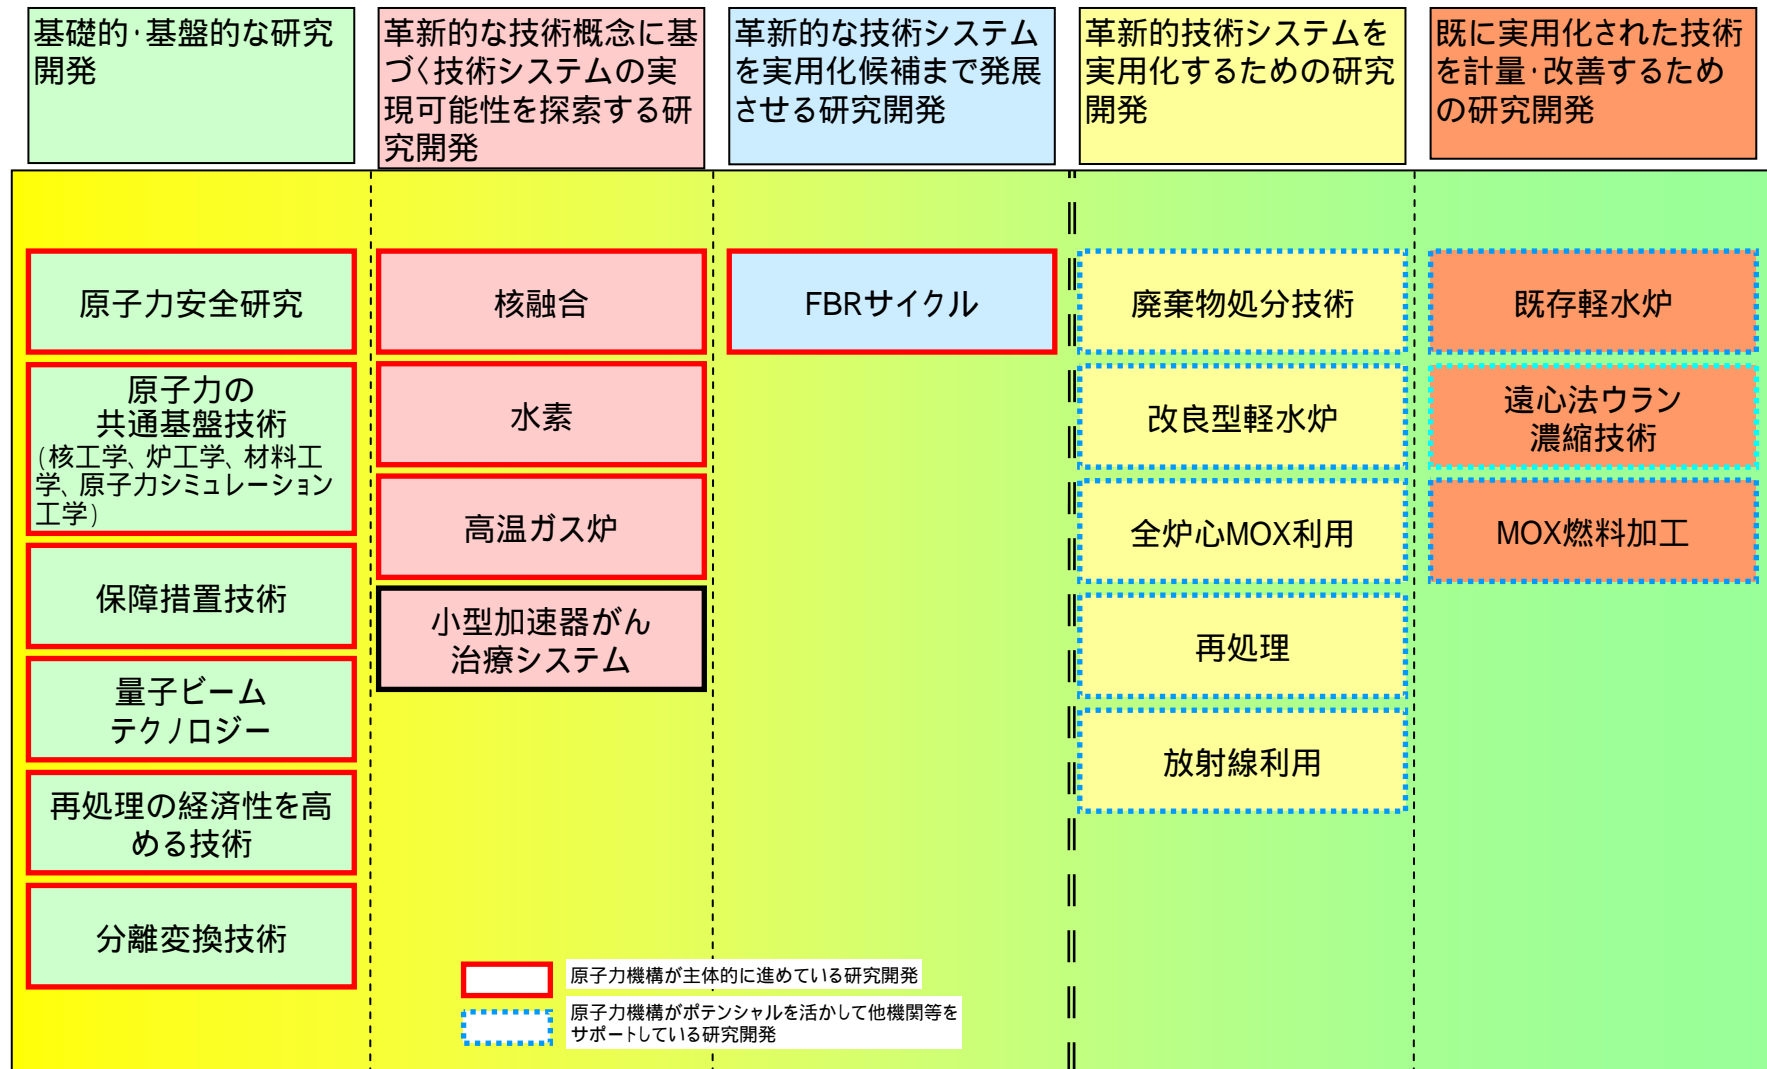 基礎的・基盤的な研究
開発
革新的な技術概念に基
づく技術システムの実
現可能性を探索する研
究開発
革新的な技術システム
を実用化候補まで発展
させる研究開発
革新的技術システムを
実用化するための研究
開発
既に実用化された技術
を計量・改善するため
の研究開発
原子力安全研究
原子力の
共通基盤技術
(核工学、炉工学、材料工
学、原子力シミュレーション
工学)
保障措置技術
量子ビーム
テクノロジー
再処理の経済性を高
める技術
分離変換技術
核融合
水素
高温ガス炉
小型加速器がん
治療システム
FBRサイクル
廃棄物処分技術
改良型軽水炉
全炉心MOX利用
再処理
放射線利用
既存軽水炉
遠心法ウラン
濃縮技術
MOX燃料加工
原子力機構が主体的に進めている研究開発
原子力機構がポテンシャルを活かして他機関等を
サポートしている研究開発